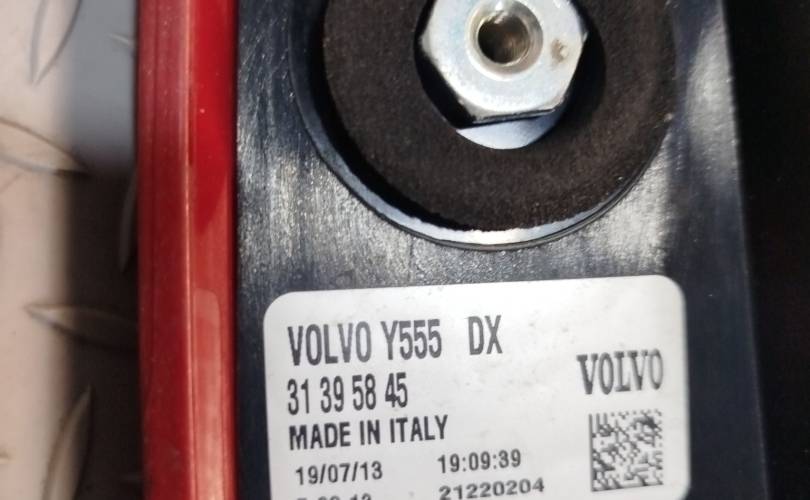 VOLVO Y555 DX
31 39 58 45
VOLVO
MADE IN ITALY
19/07/13 19:09:39
21220204